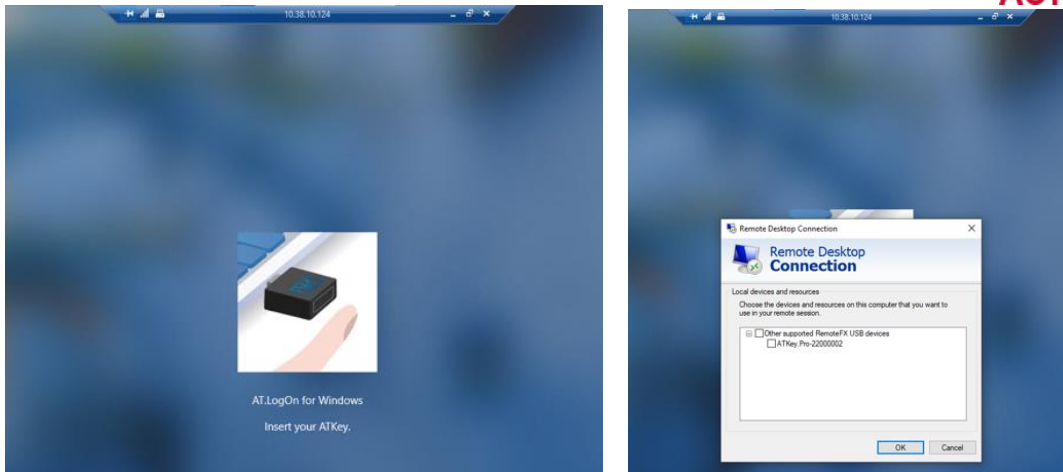 10.38.10.124
AT.LogOn for Windows
Insert your ATKey.
10.38.10.124
Remote Desktop Connection
Remote Desktop
Connection
Local devices and resources
Choose the devices and resources on this computer that you want to
use in your remote session.
Other supported RemoteFX USB devices
ATKey.Pro-22000002
OK Cancel